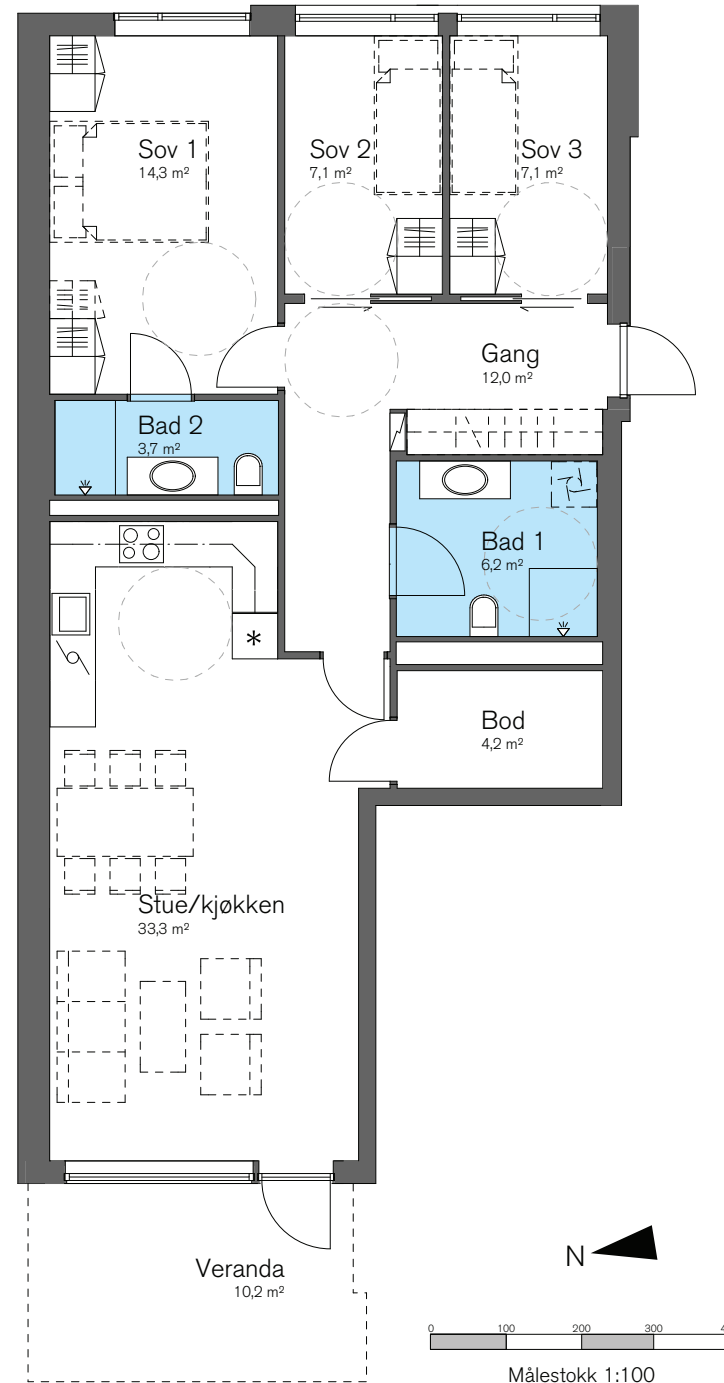 Sov 1
14,3 m²
Sov 2
7,1 m²
Sov 3
7,1 m²
Gang
12,0 m²
Bad 2
3,7 m²
Bad 1
6,2 m²
*
Bod
4,2 m²
Stue/kjøkken
33,3 m²
Veranda
10,2 m²
N
0 100 200 300
Målestokk 1:100